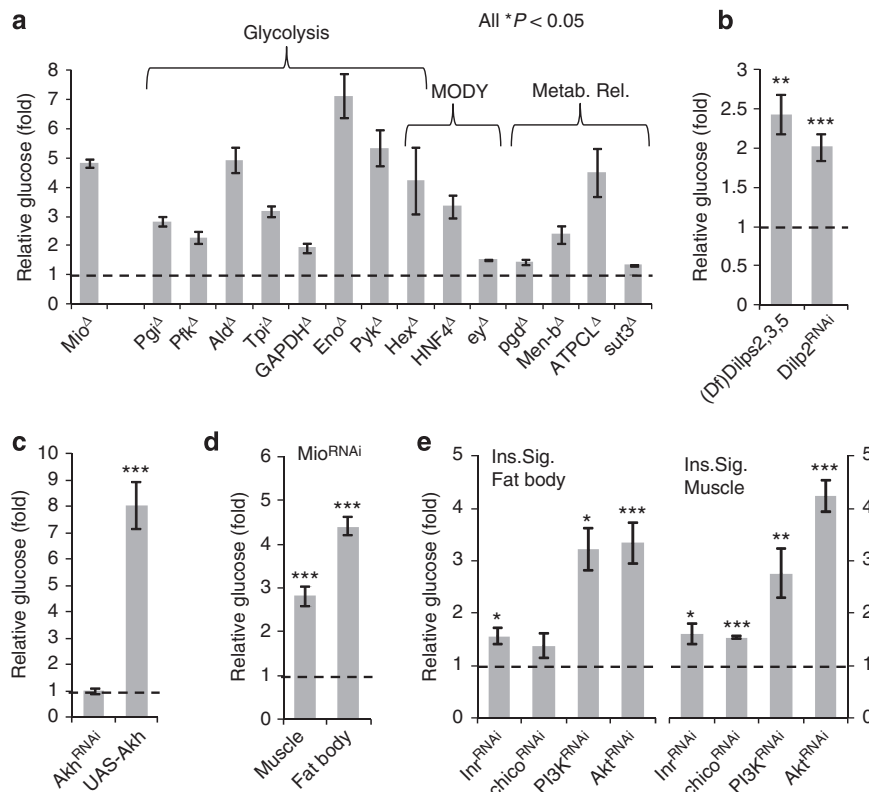 a
Glycolysis
All *P < 0.05
MODY
Metab. Rel.
Relative glucose (fold)
8
7
6
5
4
3
2
1
0
Mio^Δ
Pgi^Δ
Pfk^Δ
Ald^Δ
Tpi^Δ
GAPDH^Δ
Eno^Δ
Pyk^Δ
Hex^Δ
HNF4^Δ
ey^Δ
pgd^Δ
Men-b^Δ
ATPCL^Δ
sut3^Δ
b
Relative glucose (fold)
3
2.5
2
1.5
1
0.5
0
**
***
(Df)Dilps2,3,5
Dilp2^RNAi
c
Relative glucose (fold)
10
9
8
7
6
5
4
3
2
1
0
***
Akh^RNAi
UAS-Akh
d
Mio^RNAi
Relative glucose (fold)
6
5
4
3
2
1
0
***
***
Muscle
Fat body
e
Ins.Sig.
Fat body
Relative glucose (fold)
5
4
3
2
1
0
*
*
***
Inr^RNAi
chico^RNAi
PI3K^RNAi
Akt^RNAi
Ins.Sig.
Muscle
*
***
**
***
Inr^RNAi
chico^RNAi
PI3K^RNAi
Akt^RNAi
5
4
3
2
1
0